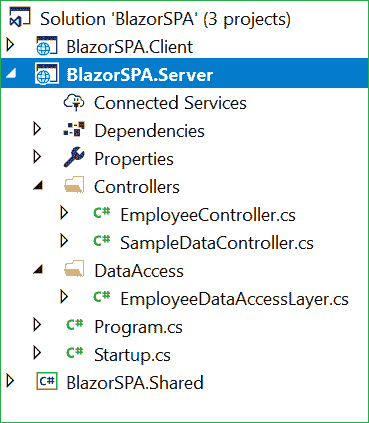 Solution 'BlazorSPA' (3 projects)
BlazorSPA.Client
BlazorSPA.Server
Connected Services
Dependencies
Properties
Controllers
C# EmployeeController.cs
C# SampleDataController.cs
DataAccess
C# EmployeeDataAccessLayer.cs
C# Program.cs
C# Startup.cs
C# BlazorSPA.Shared